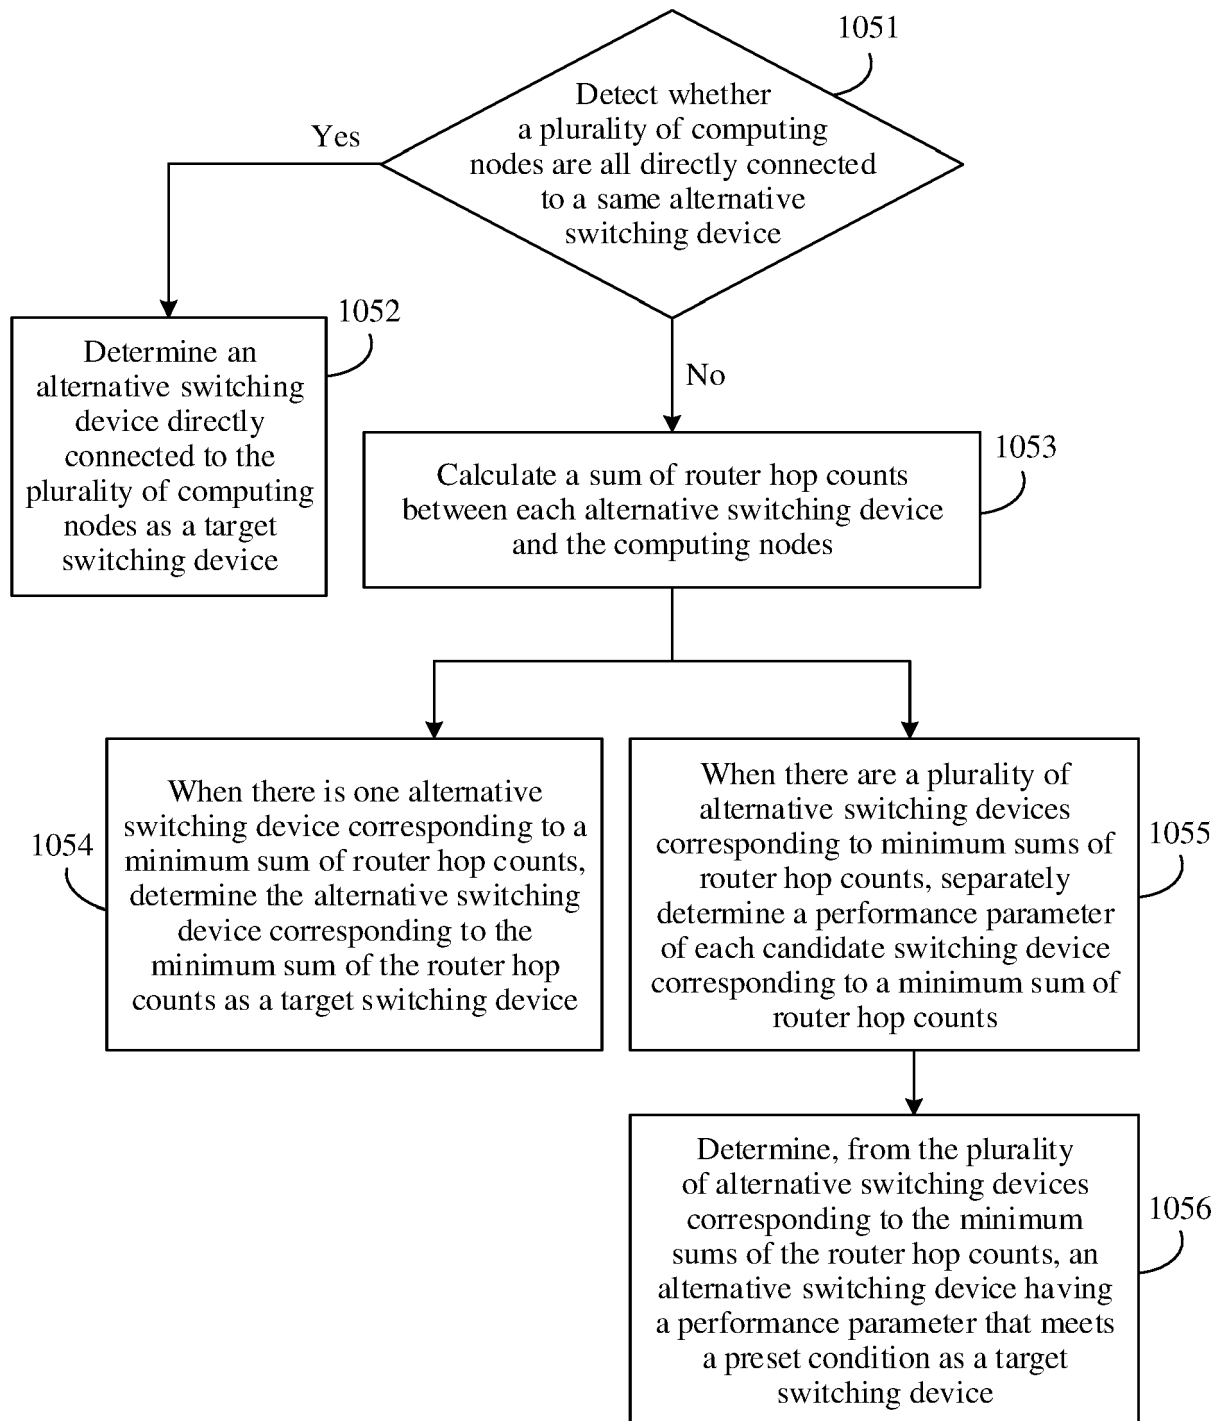 1051
Detect whether
a plurality of computing
nodes are all directly connected
to a same alternative
switching device
Yes
1052
Determine an
alternative switching
device directly
connected to the
plurality of computing
nodes as a target
switching device
No
1053
Calculate a sum of router hop counts
between each alternative switching device
and the computing nodes
1054
When there is one alternative
switching device corresponding to a
minimum sum of router hop counts,
determine the alternative switching
device corresponding to the
minimum sum of the router hop
counts as a target switching device
1055
When there are a plurality of
alternative switching devices
corresponding to minimum sums of
router hop counts, separately
determine a performance parameter
of each candidate switching device
corresponding to a minimum sum of
router hop counts
1056
Determine, from the plurality
of alternative switching devices
corresponding to the minimum
sums of the router hop counts, an
alternative switching device having
a performance parameter that meets
a preset condition as a target
switching device